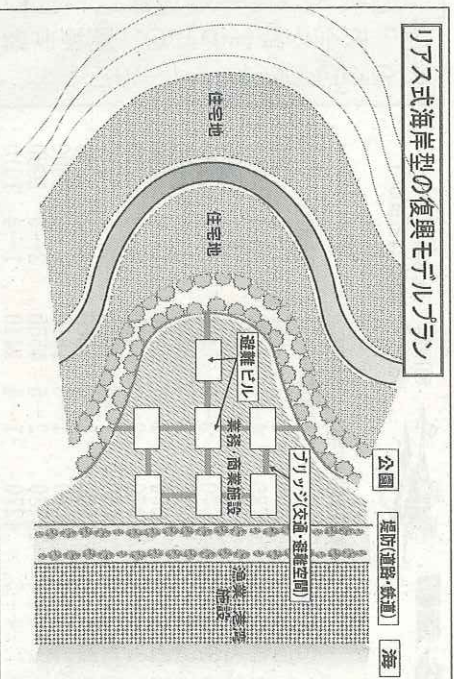 リアス式海岸型の復興モデルプラン
住宅地
住宅地
避難ビル
業務・商業施設
ブリッジ(交通・避難空間)
公園
堤防(道路・鉄道)
漁業・港湾
施設
海